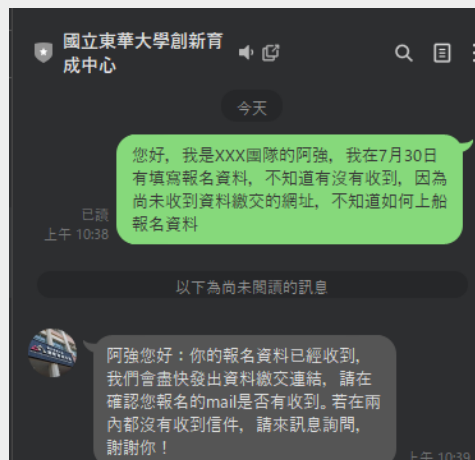 國立東華大學創新育
成中心
今天
您好，我是XXX團隊的阿強，我在7月30日
有填寫報名資料，不知道有沒有收到，因為
尚未收到資料繳交的網址，不知道如何上船
報名資料
已讀
上午 10:38
以下為尚未閱讀的訊息
阿強您好：你的報名資料已經收到，
我們會盡快發出資料繳交連結，請在
確認您報名的mail是否有收到。若在兩
內都沒有收到信件，請來訊息詢問，
謝謝你！
上午 10:39